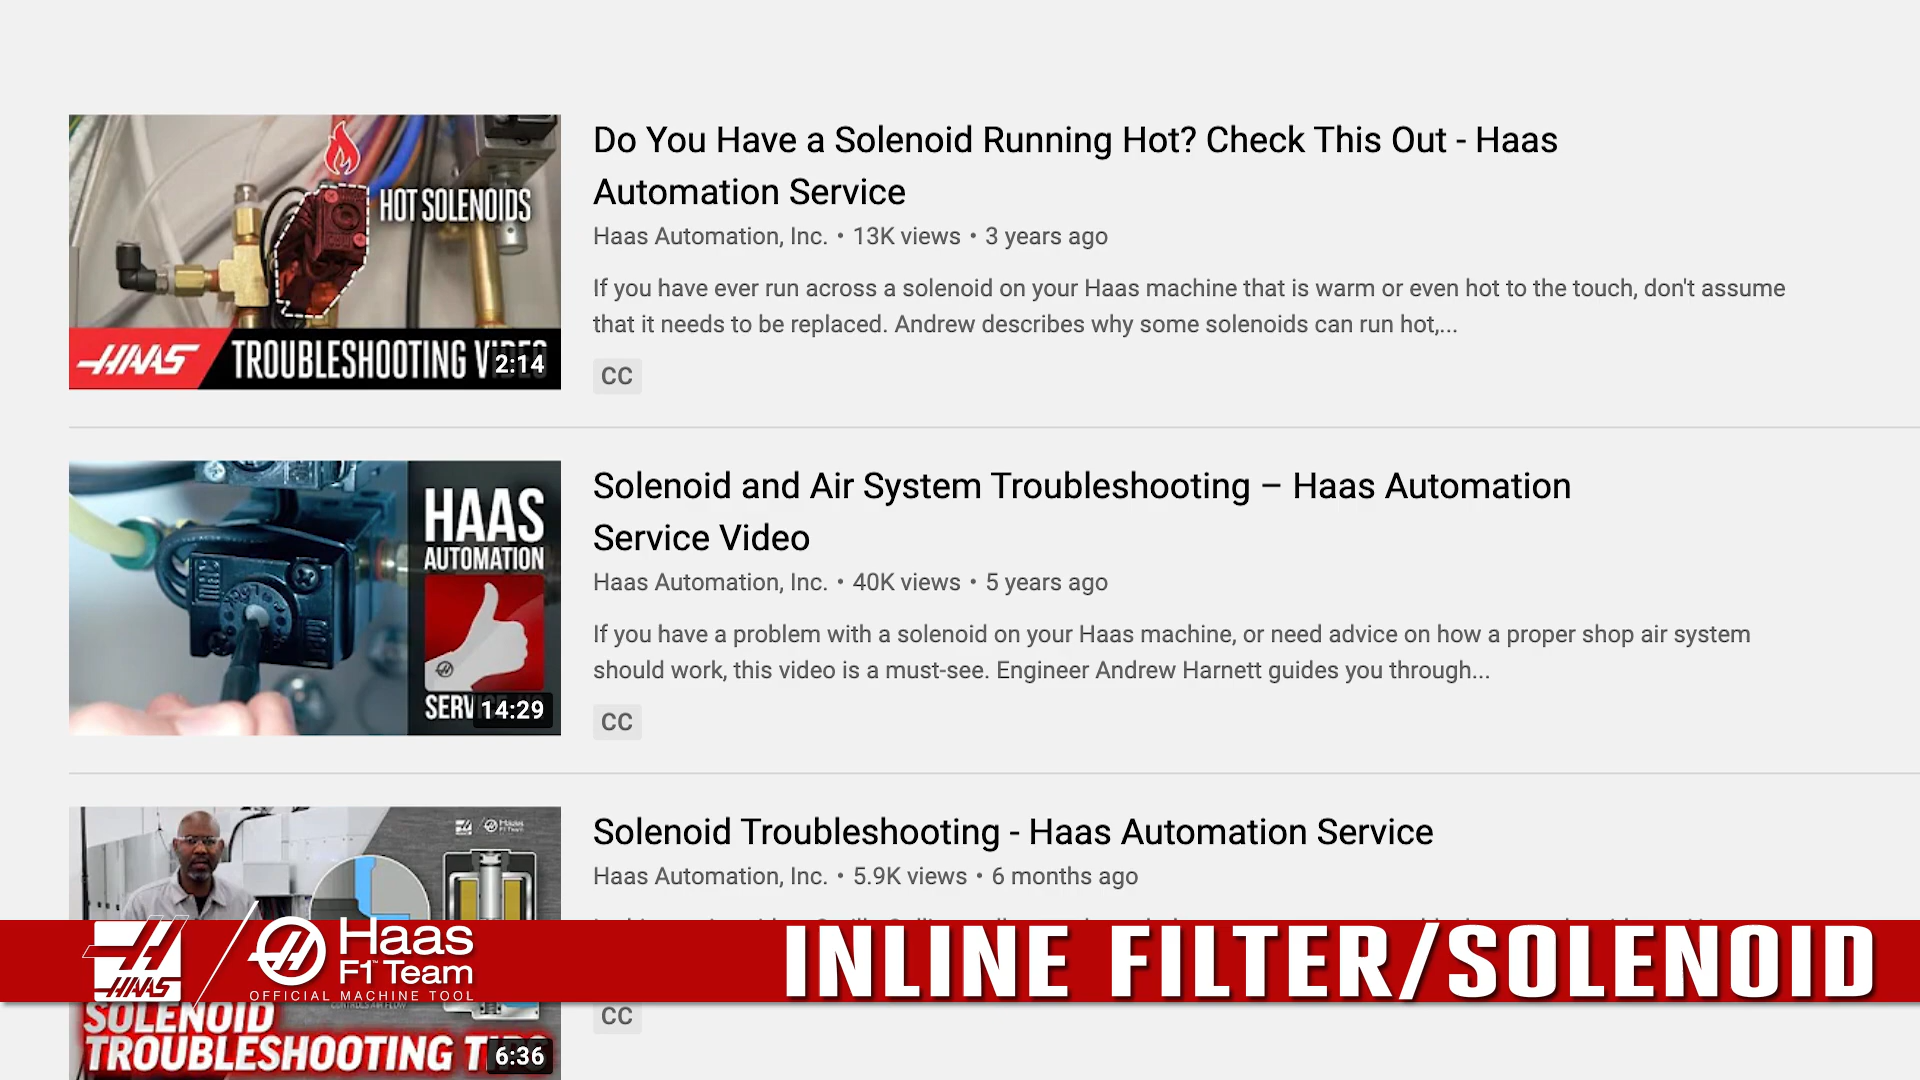 HOT SOLENOIDS
HAAS
TROUBLESHOOTING VIDEO
2:14
Do You Have a Solenoid Running Hot? Check This Out - Haas
Automation Service
Haas Automation, Inc. • 13K views • 3 years ago
If you have ever run across a solenoid on your Haas machine that is warm or even hot to the touch, don't assume
that it needs to be replaced. Andrew describes why some solenoids can run hot,...
CC
HAAS
AUTOMATION
14:29
Solenoid and Air System Troubleshooting – Haas Automation
Service Video
Haas Automation, Inc. • 40K views • 5 years ago
If you have a problem with a solenoid on your Haas machine, or need advice on how a proper shop air system
should work, this video is a must-see. Engineer Andrew Harnett guides you through...
CC
Haas
F1 Team
Solenoid Troubleshooting - Haas Automation Service
Haas Automation, Inc. • 5.9K views • 6 months ago
HAAS
Haas
F1 Team
OFFICIAL MACHINE TOOL
INLINE FILTER/SOLENOID
CC
SOLENOID
TROUBLESHOOTING TIPS
6:36